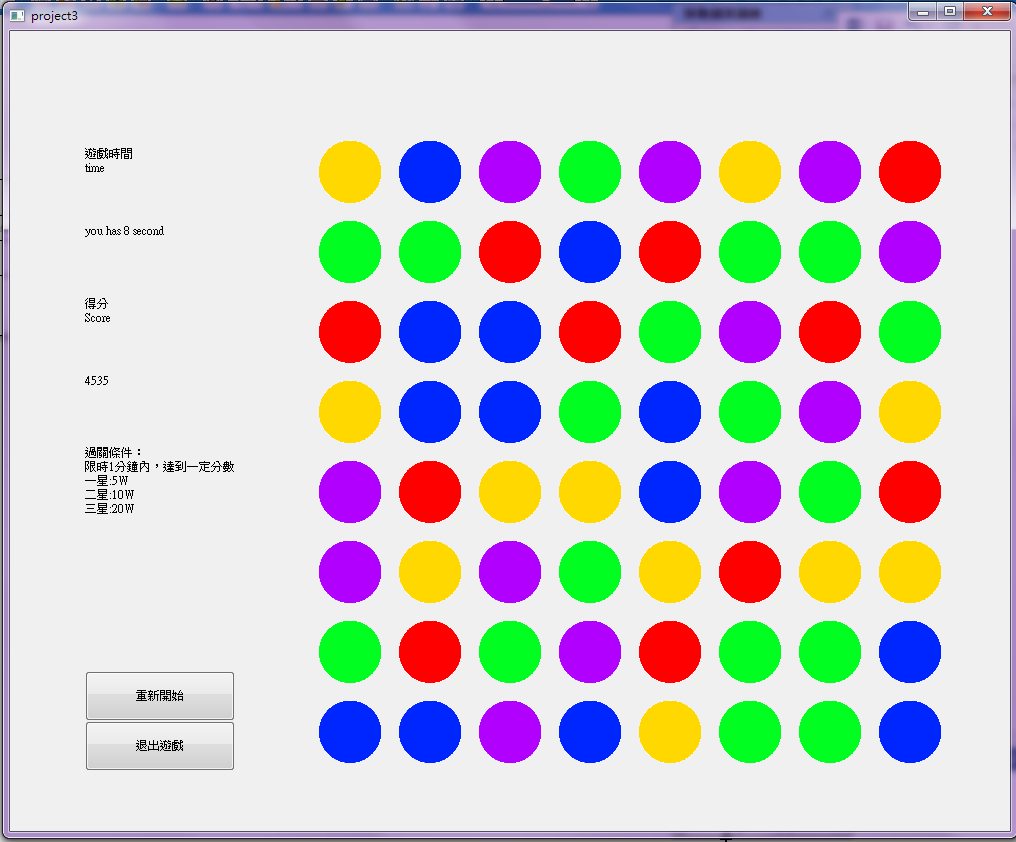 project3
遊戲時間
time
you has 8 second
得分
Score
4535
過關條件：
限時1分鐘內，達到一定分數
一星:5W
二星:10W
三星:20W
重新開始
退出遊戲